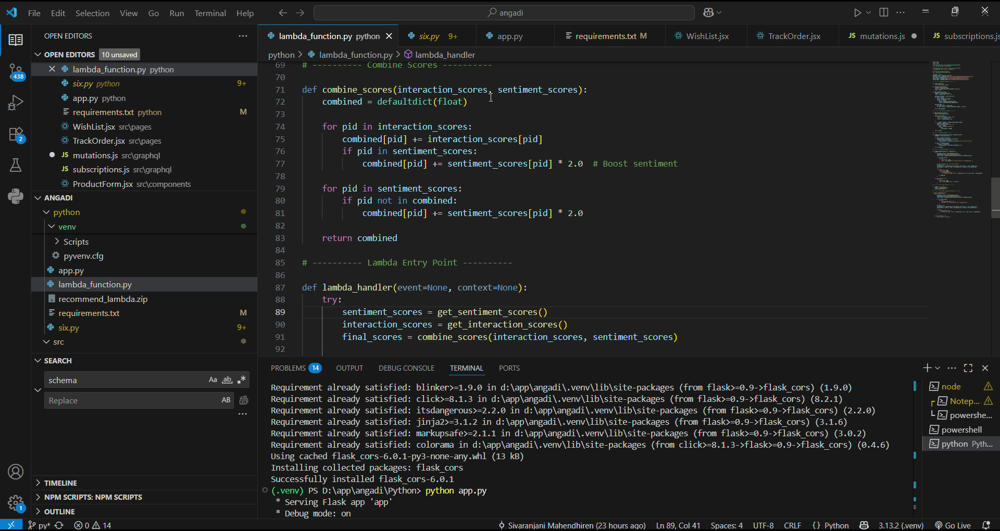 File Edit Selection View Go Run Terminal Help
angadi
OPEN EDITORS
OPEN EDITORS 10 unsaved
lambda_function.py python
six.py python 9+
app.py python
requirements.txt python M
WishList.jsx src\pages
TrackOrder.jsx src\pages
JS mutations.js src\graphql
JS subscriptions.js src\graphql
ProductForm.jsx src\components
ANGADI
python
venv
Scripts
pyvenv.cfg
app.py
lambda_function.py
recommend_lambda.zip
requirements.txt M
six.py 9+
src
SEARCH
schema Aa ab
Replace AB
TIMELINE
NPM SCRIPTS: NPM SCRIPTS
OUTLINE
438
2
1
lambda_function.py python six.py 9+ app.py requirements.txt M WishList.jsx TrackOrder.jsx JS mutations.js JS subscriptions.js
python > lambda_function.py > lambda_handler
69 # ---------- Combine Scores ----------
70
71 def combine_scores(interaction_scores, sentiment_scores):
72 combined = defaultdict(float)
73
74 for pid in interaction_scores:
75 combined[pid] += interaction_scores[pid]
76 if pid in sentiment_scores:
77 combined[pid] += sentiment_scores[pid] * 2.0 # Boost sentiment
78
79 for pid in sentiment_scores:
80 if pid not in combined:
81 combined[pid] += sentiment_scores[pid] * 2.0
82
83 return combined
84
85 # ---------- Lambda Entry Point ----------
86
87 def lambda_handler(event=None, context=None):
88 try:
89 sentiment_scores = get_sentiment_scores()
90 interaction_scores = get_interaction_scores()
91 final_scores = combine_scores(interaction_scores, sentiment_scores)
92
PROBLEMS 14 OUTPUT DEBUG CONSOLE TERMINAL PORTS
Requirement already satisfied: blinker>=1.9.0 in d:\app\angadi\.venv\lib\site-packages (from flask>=0.9->flask_cors) (1.9.0)
Requirement already satisfied: click>=8.1.3 in d:\app\angadi\.venv\lib\site-packages (from flask>=0.9->flask_cors) (8.2.1)
Requirement already satisfied: itsdangerous>=2.2.0 in d:\app\angadi\.venv\lib\site-packages (from flask>=0.9->flask_cors) (2.2.0)
Requirement already satisfied: jinja2>=3.1.2 in d:\app\angadi\.venv\lib\site-packages (from flask>=0.9->flask_cors) (3.1.6)
Requirement already satisfied: markupsafe>=2.1.1 in d:\app\angadi\.venv\lib\site-packages (from flask>=0.9->flask_cors) (3.0.2)
Requirement already satisfied: colorama in d:\app\angadi\.venv\lib\site-packages (from click>=8.1.3->flask>=0.9->flask_cors) (0.4.6)
Using cached flask_cors-6.0.1-py3-none-any.whl (13 kB)
Installing collected packages: flask_cors
Successfully installed flask_cors-6.0.1
(.venv) PS D:\app\angadi\Python> python app.py
* Serving Flask app 'app'
* Debug mode: on
node
Notep...
powershe...
powershell
python Pyth...
py* 0 14 Sivaranjani Mahendhiren (23 hours ago) Ln 89, Col 41 Spaces: 4 UTF-8 CRLF {} Python 3.13.2 (.venv) Go Live